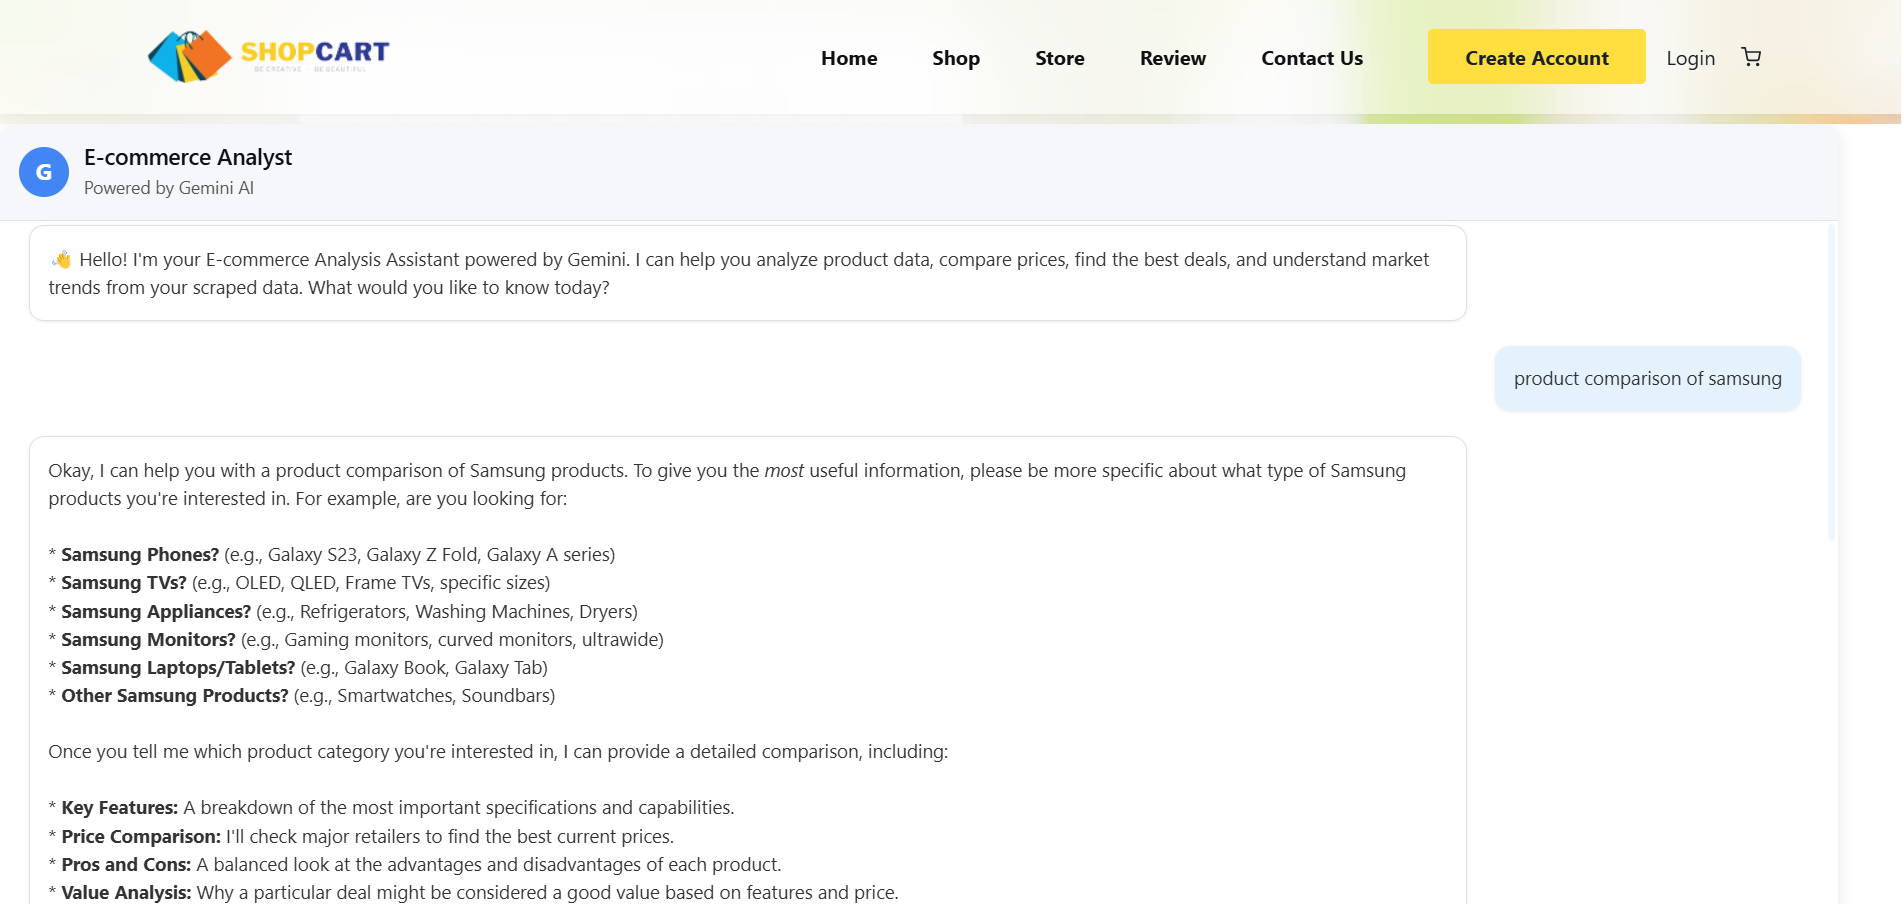 SHOPCART
BE CREATIVE BE BEAUTIFUL
Home
Shop
Store
Review
Contact Us
Create Account
Login
G
E-commerce Analyst
Powered by Gemini AI
👋 Hello! I'm your E-commerce Analysis Assistant powered by Gemini. I can help you analyze product data, compare prices, find the best deals, and understand market
trends from your scraped data. What would you like to know today?
product comparison of samsung
Okay, I can help you with a product comparison of Samsung products. To give you the most useful information, please be more specific about what type of Samsung
products you're interested in. For example, are you looking for:
* Samsung Phones? (e.g., Galaxy S23, Galaxy Z Fold, Galaxy A series)
* Samsung TVs? (e.g., OLED, QLED, Frame TVs, specific sizes)
* Samsung Appliances? (e.g., Refrigerators, Washing Machines, Dryers)
* Samsung Monitors? (e.g., Gaming monitors, curved monitors, ultrawide)
* Samsung Laptops/Tablets? (e.g., Galaxy Book, Galaxy Tab)
* Other Samsung Products? (e.g., Smartwatches, Soundbars)
Once you tell me which product category you're interested in, I can provide a detailed comparison, including:
* Key Features: A breakdown of the most important specifications and capabilities.
* Price Comparison: I'll check major retailers to find the best current prices.
* Pros and Cons: A balanced look at the advantages and disadvantages of each product.
* Value Analysis: Why a particular deal might be considered a good value based on features and price.